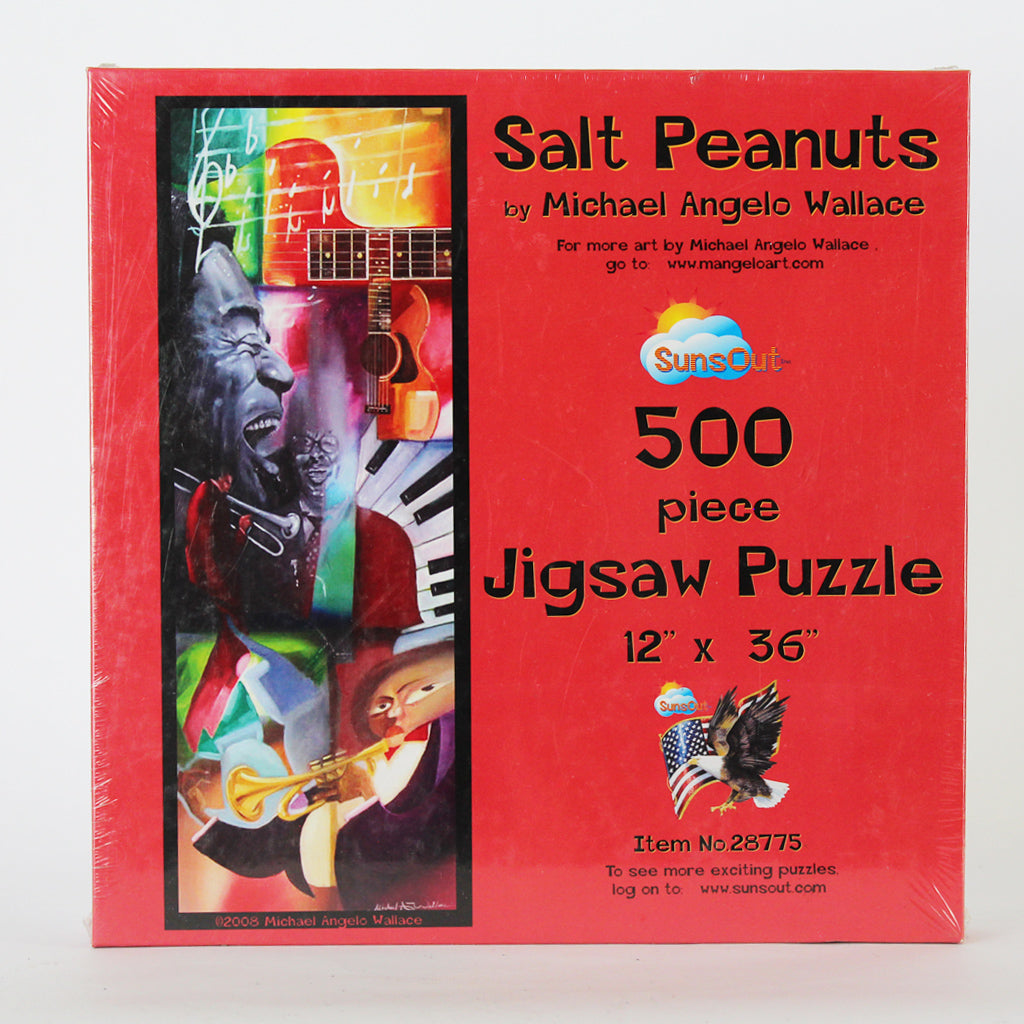 Salt Peanuts
by Michael Angelo Wallace
For more art by Michael Angelo Wallace ,
go to: www.mangeloart.com
SunsOut
500
piece
Jigsaw Puzzle
12" x 36"
SunsOut
Item No.28775
To see more exciting puzzles,
log on to: www.sunsout.com
©2008 Michael Angelo Wallace